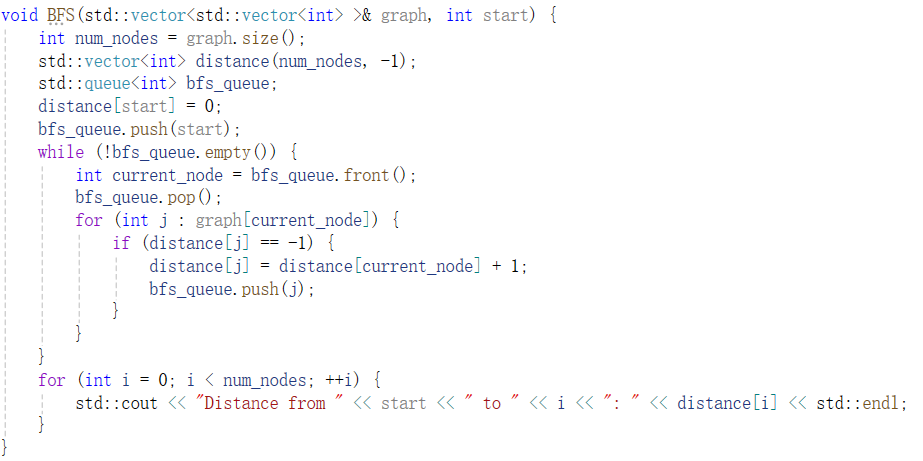 void BFS(std::vector<std::vector<int> >& graph, int start) {
    int num_nodes = graph.size();
    std::vector<int> distance(num_nodes, -1);
    std::queue<int> bfs_queue;
    distance[start] = 0;
    bfs_queue.push(start);
    while (!bfs_queue.empty()) {
        int current_node = bfs_queue.front();
        bfs_queue.pop();
        for (int j : graph[current_node]) {
            if (distance[j] == -1) {
                distance[j] = distance[current_node] + 1;
                bfs_queue.push(j);
            }
        }
    }
    for (int i = 0; i < num_nodes; ++i) {
        std::cout << "Distance from " << start << " to " << i << ": " << distance[i] << std::endl;
    }
}